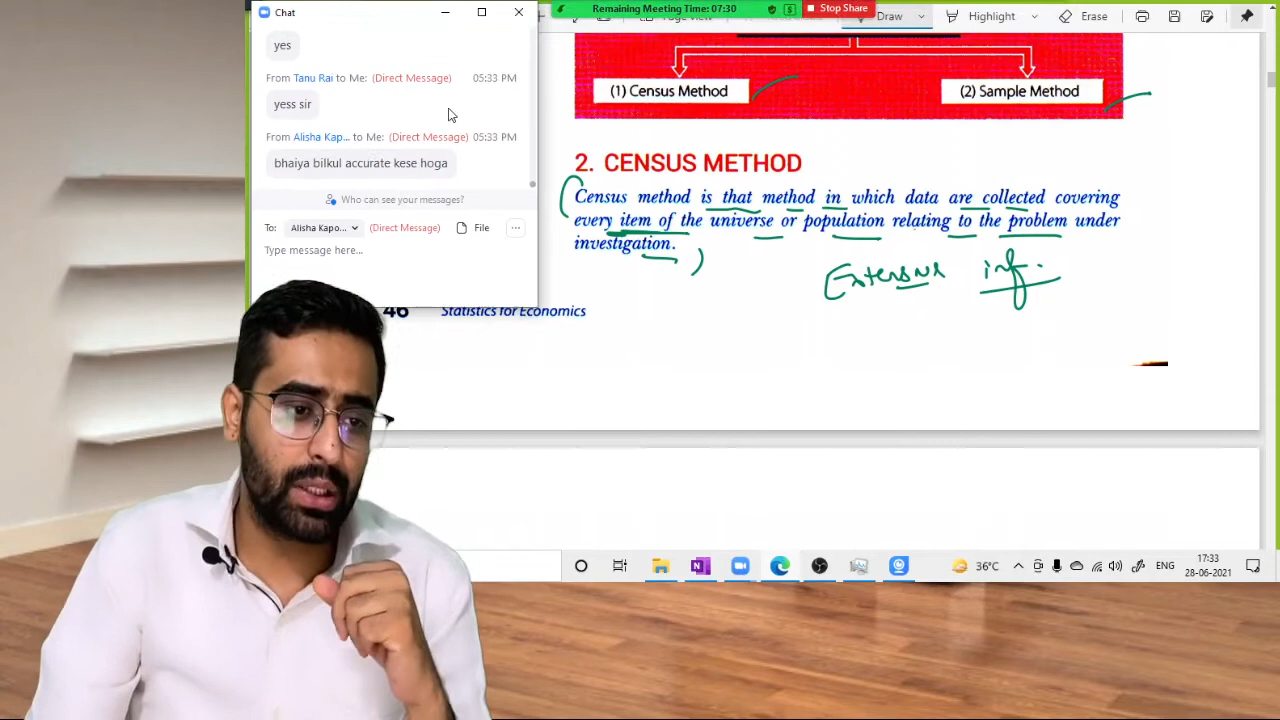 Chat
Remaining Meeting Time: 07:30
Stop Share
Page view
Draw
Highlight
Erase
yes
From Tanu Rai to Me: (Direct Message) 05:33 PM
yess sir
From Alisha Kap... to Me: (Direct Message) 05:33 PM
bhaiya bilkul accurate kese hoga
Who can see your messages?
To: Alisha Kapo... (Direct Message) File
Type message here...
(1) Census Method
(2) Sample Method
2. CENSUS METHOD
Census method is that method in which data are collected covering
every item of the universe or population relating to the problem under
investigation.
Extensive inf.
46 Statistics for Economics
36°C
ENG
17:33
28-06-2021